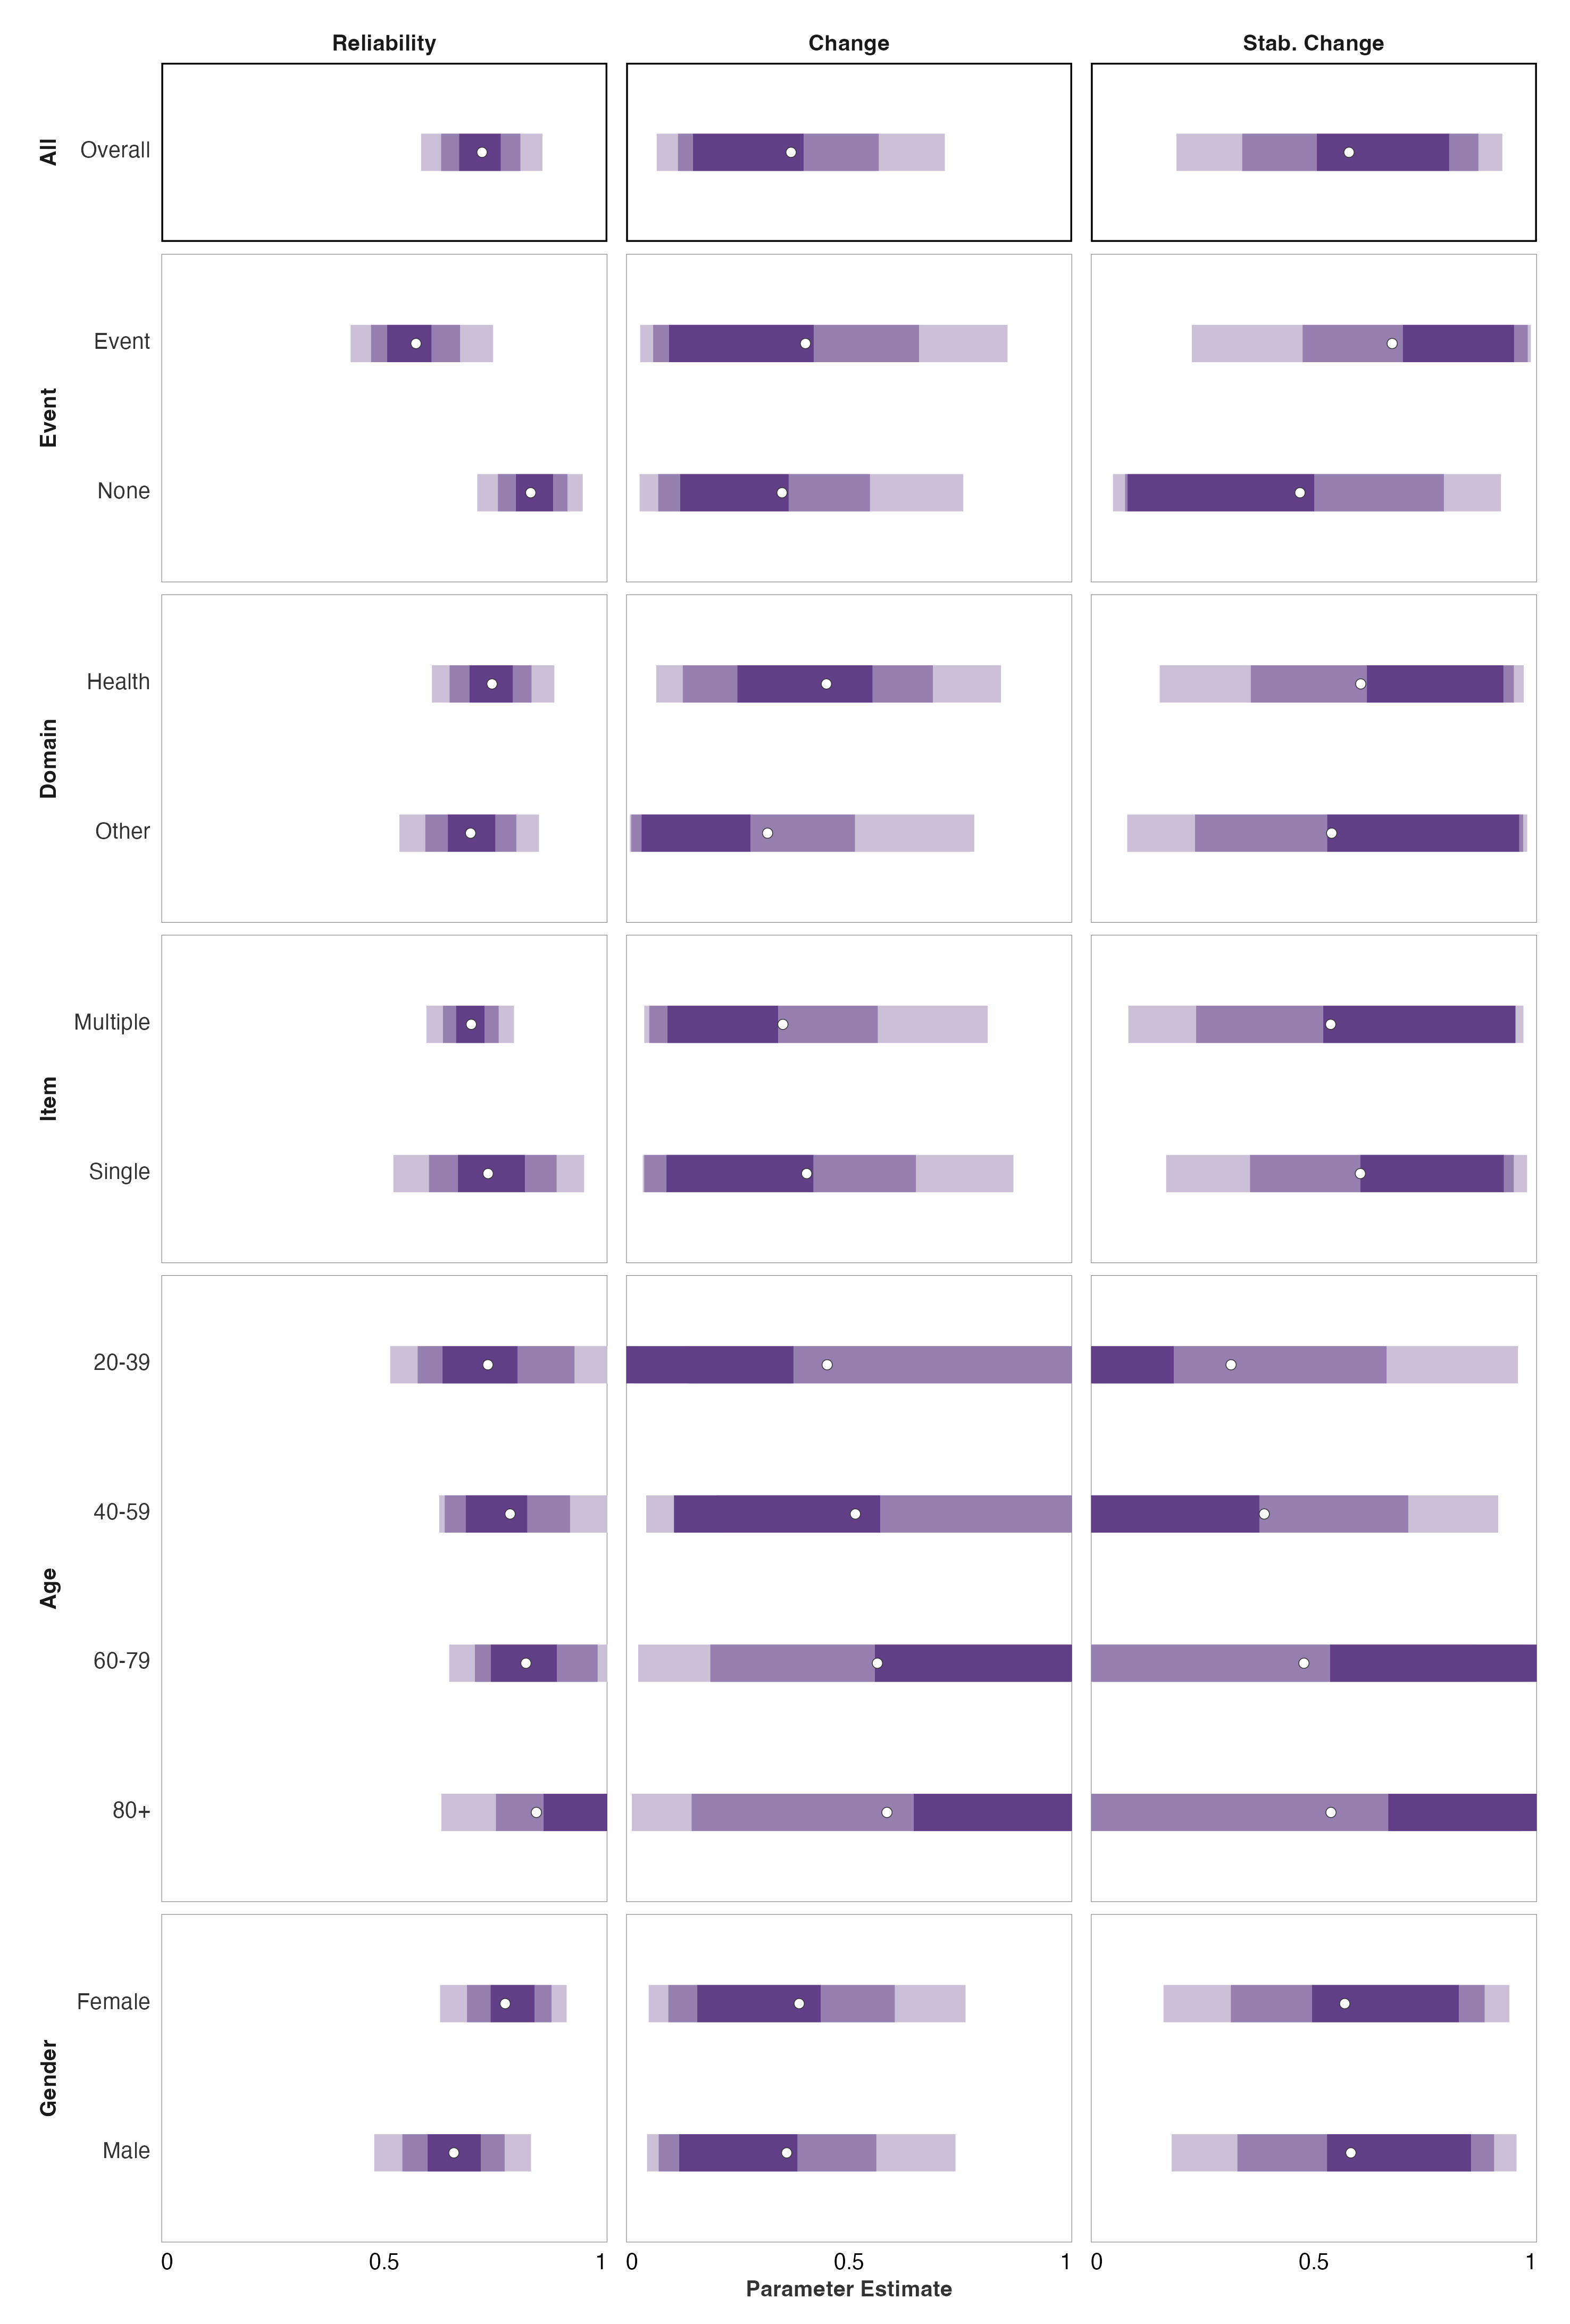 Reliability Change Stab. Change
All
Overall
Event
Event
None
Domain
Health
Other
Item
Multiple
Single
Age
20-39
40-59
60-79
80+
Gender
Female
Male
0 0.5 1 0 0.5 1 0 0.5 1
Parameter Estimate